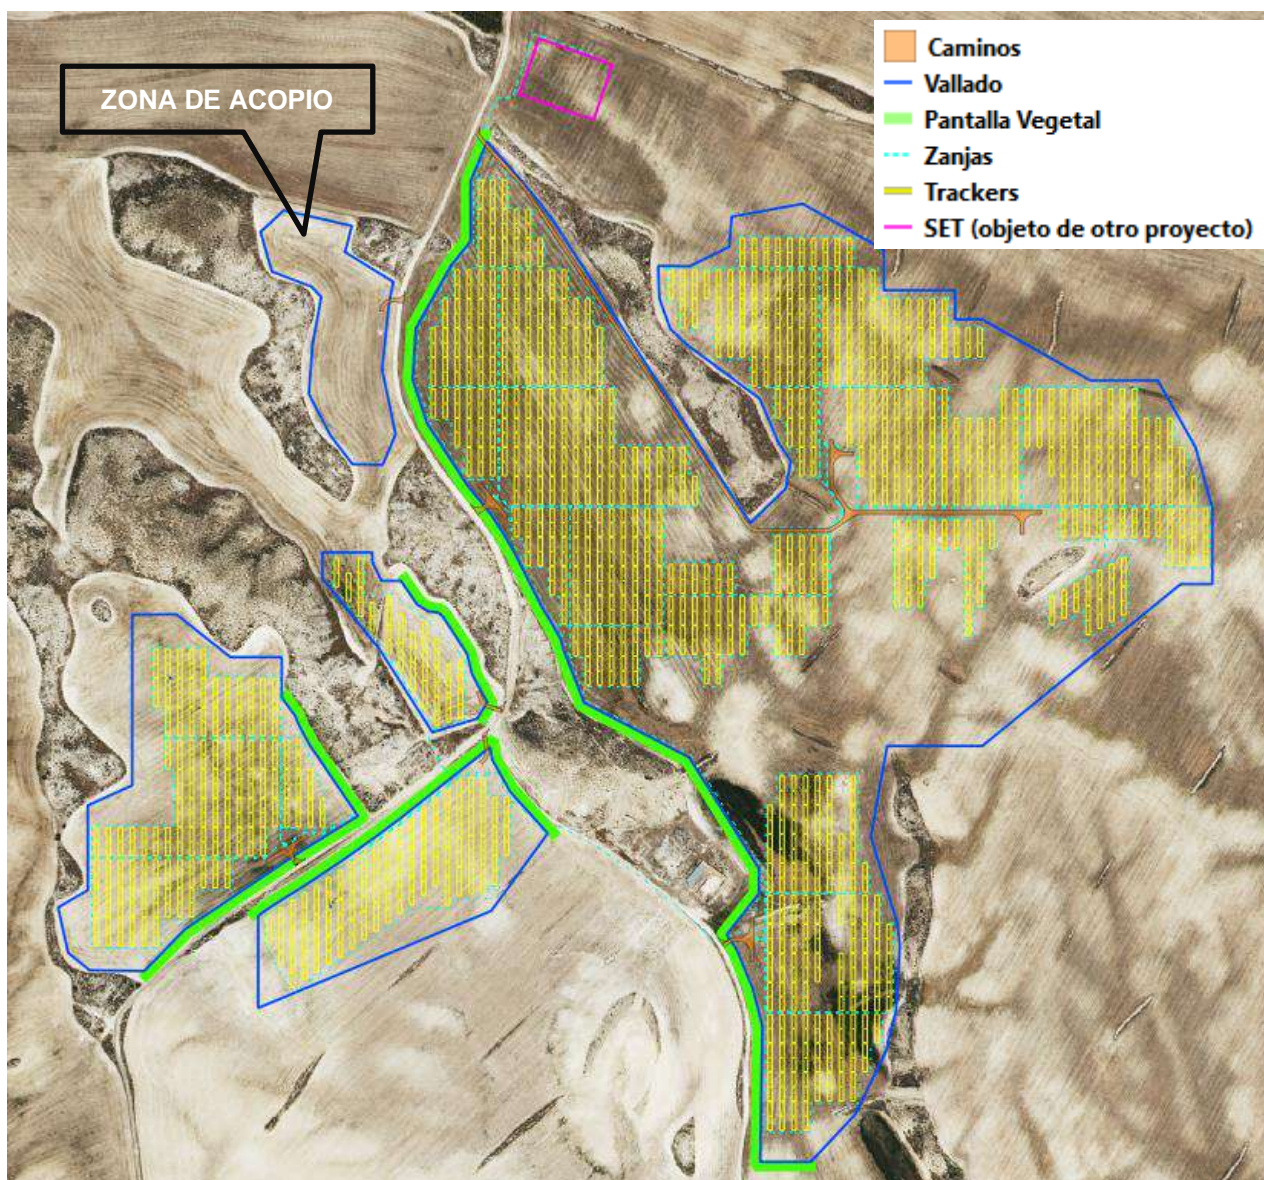 ZONA DE ACOPIO
Caminos
Vallado
Pantalla Vegetal
Zanjas
Trackers
SET (objeto de otro proyecto)